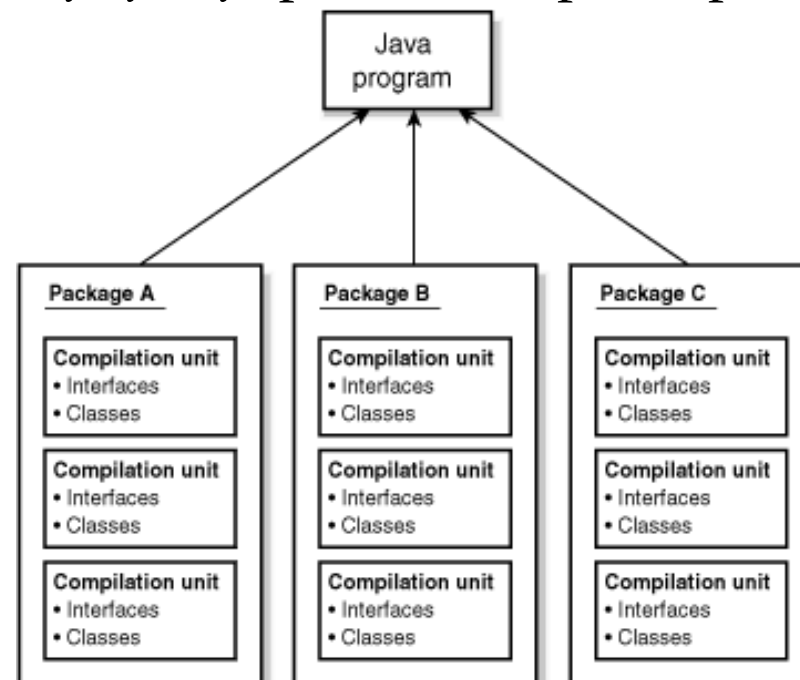 Java
program
Package A
Compilation unit
• Interfaces
• Classes
Compilation unit
• Interfaces
• Classes
Compilation unit
• Interfaces
• Classes
Package B
Compilation unit
• Interfaces
• Classes
Compilation unit
• Interfaces
• Classes
Compilation unit
• Interfaces
• Classes
Package C
Compilation unit
• Interfaces
• Classes
Compilation unit
• Interfaces
• Classes
Compilation unit
• Interfaces
• Classes